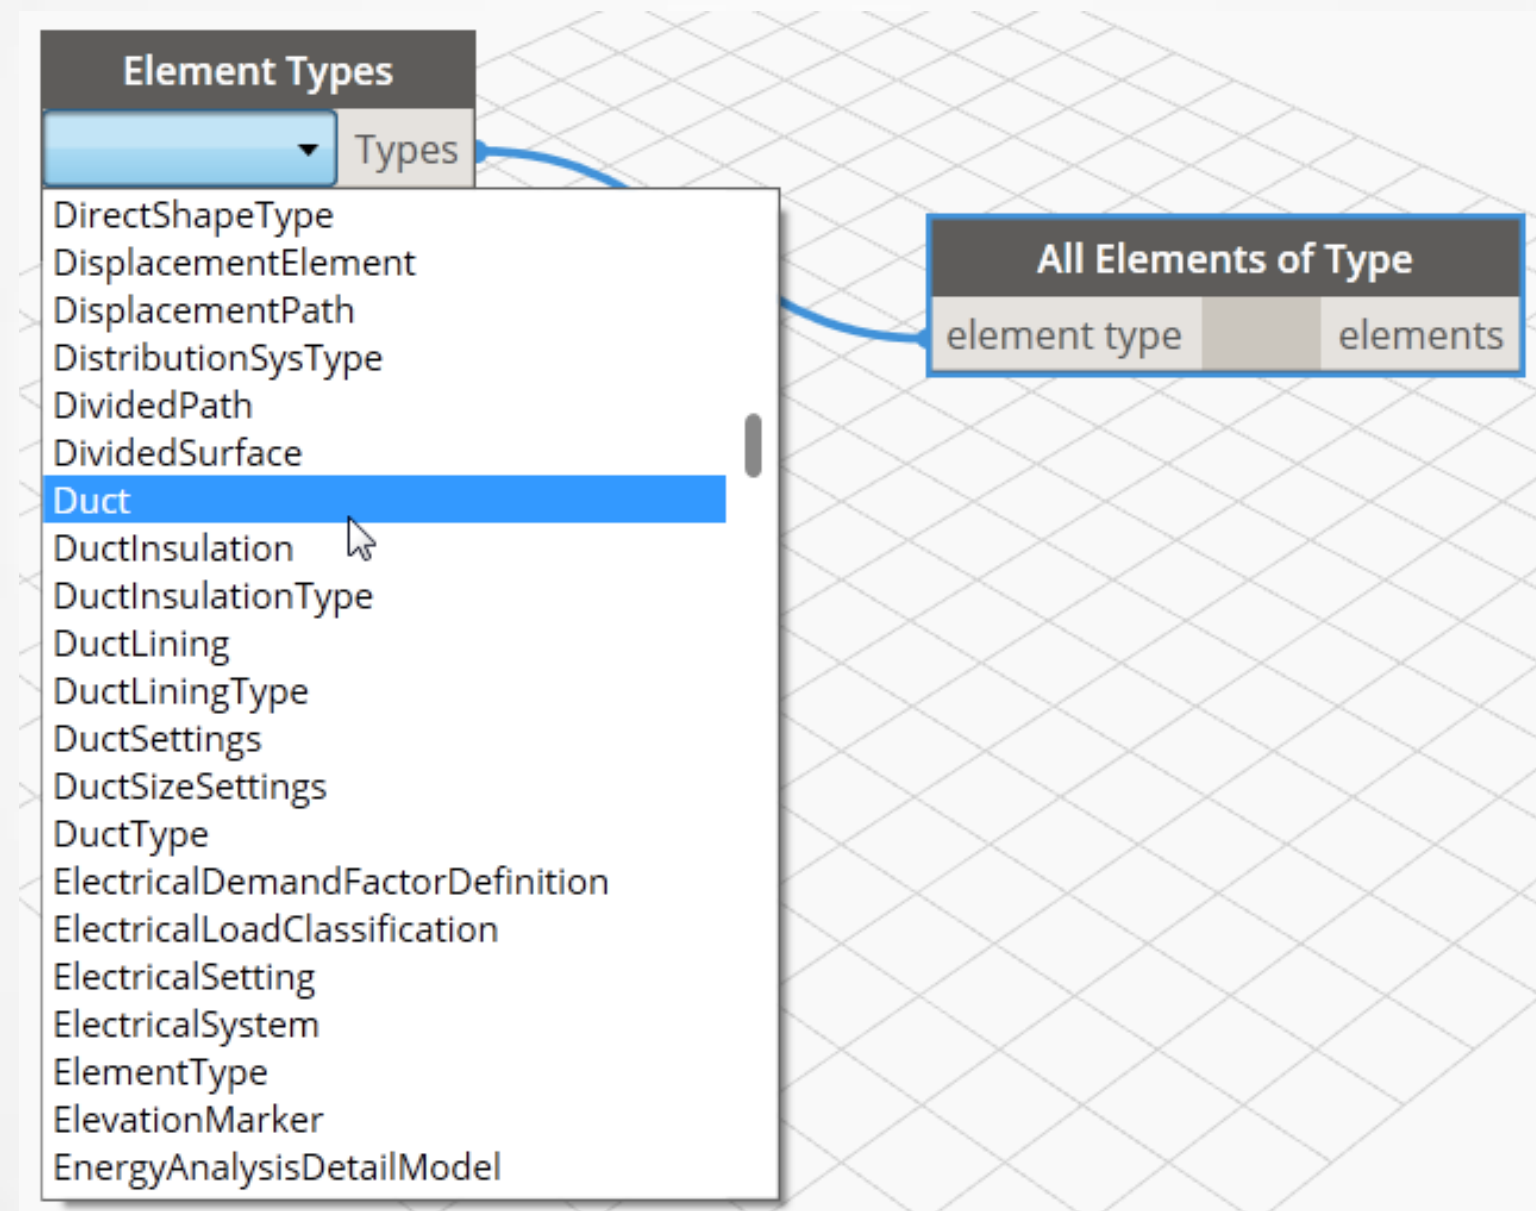 Element Types
Types
DirectShapeType
DisplacementElement
DisplacementPath
DistributionSysType
DividedPath
DividedSurface
Duct
DuctInsulation
DuctInsulationType
DuctLining
DuctLiningType
DuctSettings
DuctSizeSettings
DuctType
ElectricalDemandFactorDefinition
ElectricalLoadClassification
ElectricalSetting
ElectricalSystem
ElementType
ElevationMarker
EnergyAnalysisDetailModel
All Elements of Type
element type elements